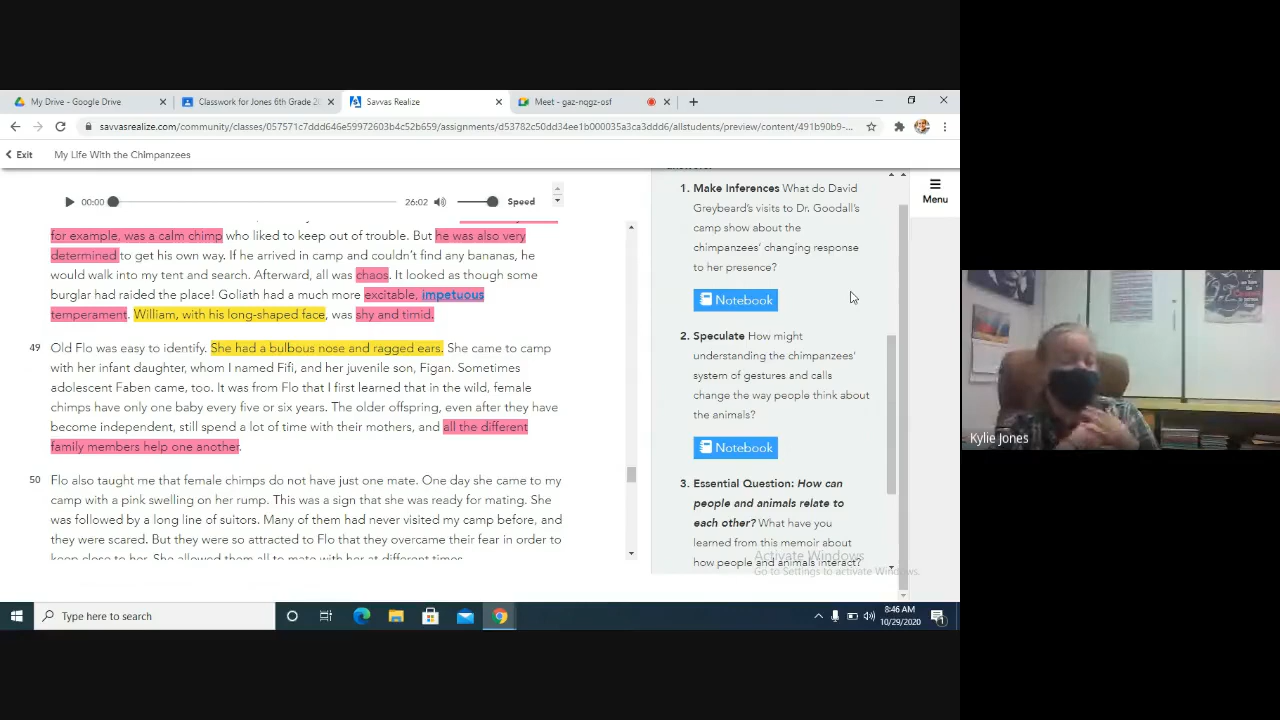 My Drive - Google Drive
Classwork for Jones 6th Grade 2
Savvas Realize
Meet - gaz-nqgz-osf
savvasrealize.com/community/classes/057571c7ddd646e59972603b4c52b659/assignments/d53782c50dd34ee1b000035a3ca3ddd6/allstudents/preview/content/491b90b9-...
Exit
My Life With the Chimpanzees
Menu
00:00
26:02
Speed
for example, was a calm chimp who liked to keep out of trouble. But he was also very
determined to get his own way. If he arrived in camp and couldn't find any bananas, he
would walk into my tent and search. Afterward, all was chaos. It looked as though some
burglar had raided the place! Goliath had a much more excitable, impetuous
temperament. William, with his long-shaped face, was shy and timid.
49 Old Flo was easy to identify. She had a bulbous nose and ragged ears. She came to camp
with her infant daughter, whom I named Fifi, and her juvenile son, Figan. Sometimes
adolescent Faben came, too. It was from Flo that I first learned that in the wild, female
chimps have only one baby every five or six years. The older offspring, even after they have
become independent, still spend a lot of time with their mothers, and all the different
family members help one another.
50 Flo also taught me that female chimps do not have just one mate. One day she came to my
camp with a pink swelling on her rump. This was a sign that she was ready for mating. She
was followed by a long line of suitors. Many of them had never visited my camp before, and
they were scared. But they were so attracted to Flo that they overcame their fear in order to
keep close to her. She allowed them all to mate with her at different times.
1. Make Inferences What do David
Greybeard's visits to Dr. Goodall's
camp show about the
chimpanzees' changing response
to her presence?
Notebook
2. Speculate How might
understanding the chimpanzees'
system of gestures and calls
change the way people think about
the animals?
Notebook
3. Essential Question: How can
people and animals relate to
each other? What have you
learned from this memoir about
how people and animals interact?
Activate Windows
Go to Settings to activate Windows.
Kylie Jones
Type here to search
8:46 AM
10/29/2020
1